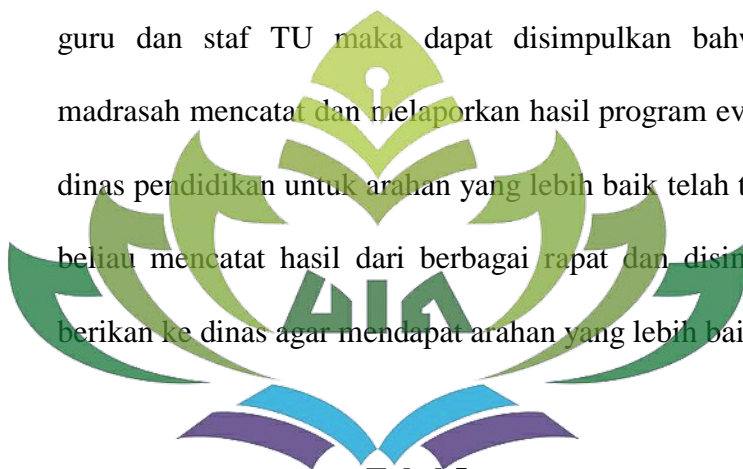 guru dan staf TU maka dapat disimpulkan
madrasah mencatat dan melaporkan hasil program
dinas pendidikan untuk arahan yang lebih baik telah
beliau mencatat hasil dari berbagai rapat dan
berikan ke dinas agar mendapat arahan yang lebih
UIN